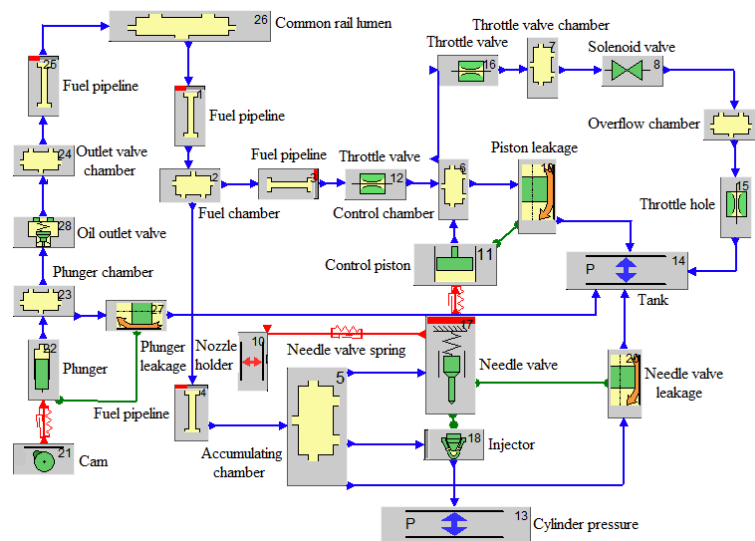 26
Common rail lumen
Throttle valve chamber
7
Throttle valve
16
Solenoid valve
8
25
Fuel pipeline
1
Fuel pipeline
Overflow chamber
24
Outlet valve
chamber
Fuel pipeline
3
Throttle valve
12
6
Piston leakage
19
2
Fuel chamber
Control chamber
15
Throttle hole
28
Oil outlet valve
11
Control piston
P
14
Tank
Plunger chamber
23
27
Plunger
leakage
10
Nozzle
holder
Needle valve spring
17
Needle valve
20
Needle valve
leakage
22
Plunger
5
Fuel pipeline
4
Accumulating
chamber
18
Injector
21
Cam
P
13
Cylinder pressure